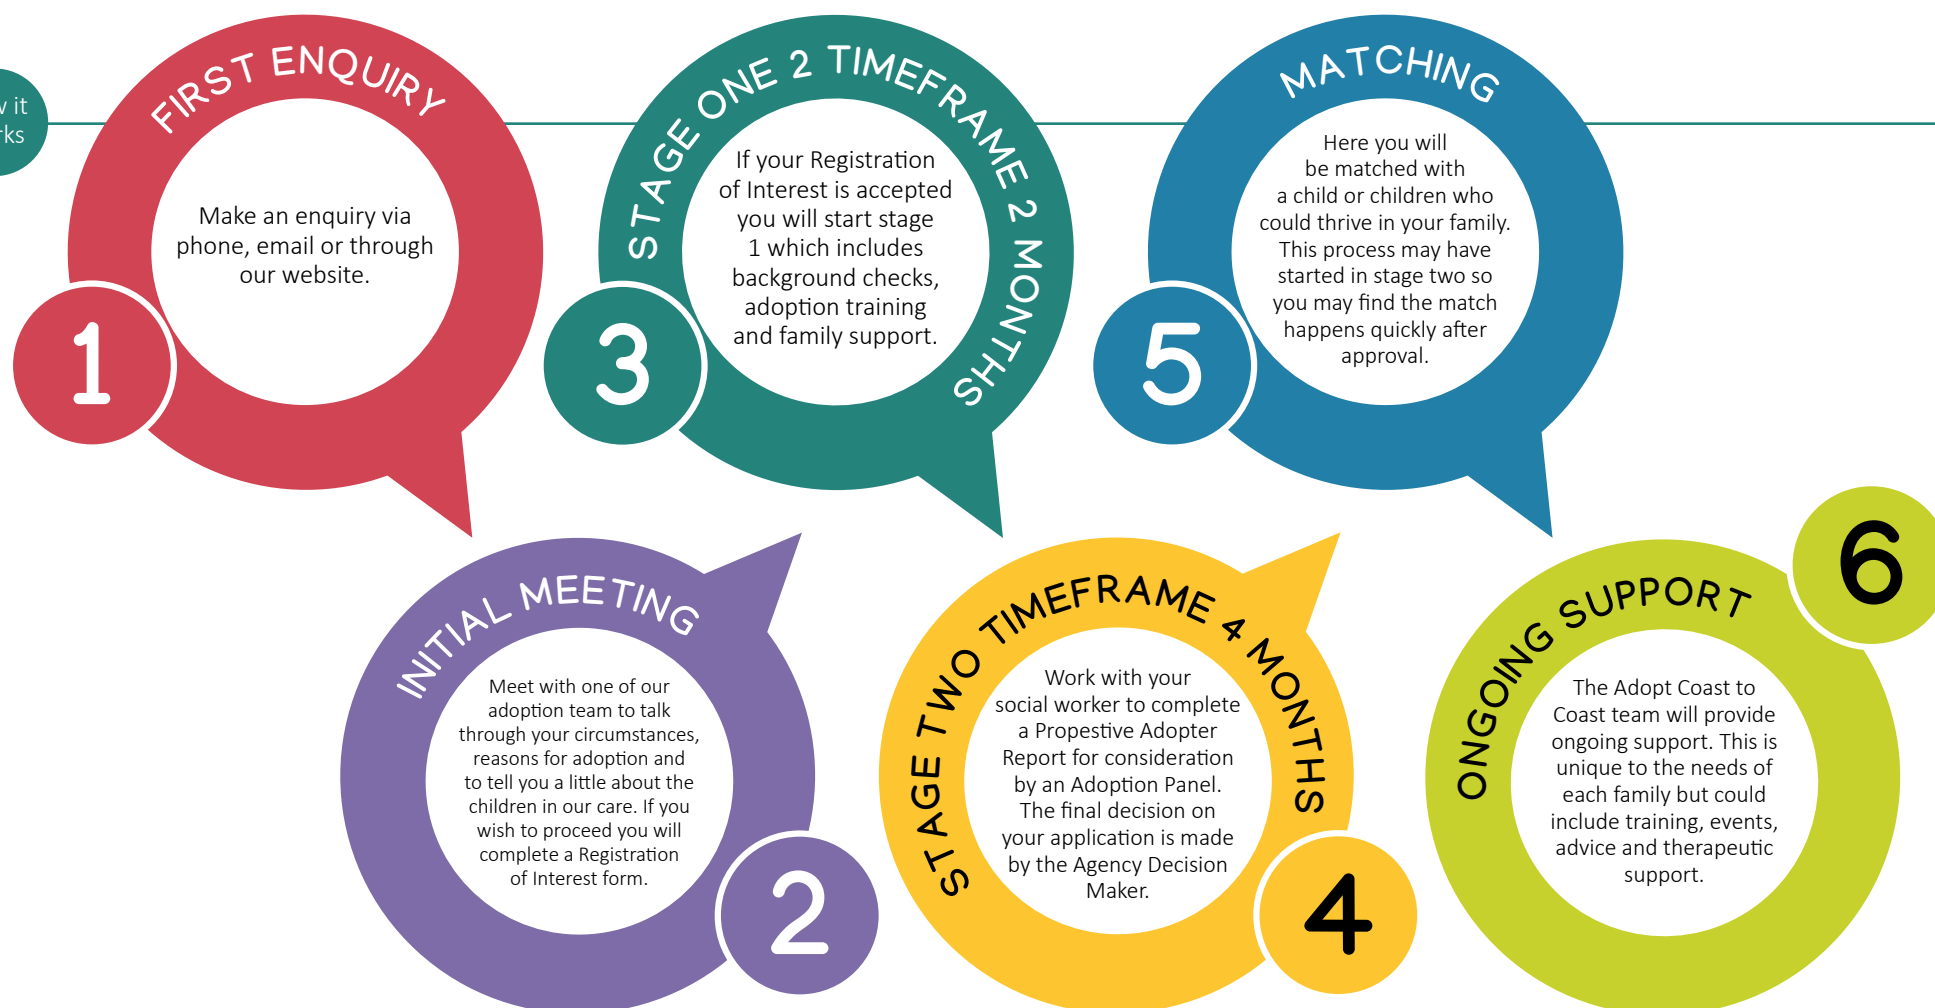 w it
rks
FIRST ENQUIRY
Make an enquiry via
phone, email or through
our website.
1
INITIAL MEETING
Meet with one of our
adoption team to talk
through your circumstances,
reasons for adoption and
to tell you a little about the
children in our care. If you
wish to proceed you will
complete a Registration
of Interest form.
2
STAGE ONE 2 TIMEFRAME 2 MONTHS
If your Registration
of Interest is accepted
you will start stage
1 which includes
background checks,
adoption training
and family support.
3
STAGE TWO TIMEFRAME 4 MONTHS
Work with your
social worker to complete
a Propestive Adopter
Report for consideration
by an Adoption Panel.
The final decision on
your application is made
by the Agency Decision
Maker.
4
MATCHING
Here you will
be matched with
a child or children who
could thrive in your family.
This process may have
started in stage two so
you may find the match
happens quickly after
approval.
5
ONGOING SUPPORT
The Adopt Coast to
Coast team will provide
ongoing support. This is
unique to the needs of
each family but could
include training, events,
advice and therapeutic
support.
6